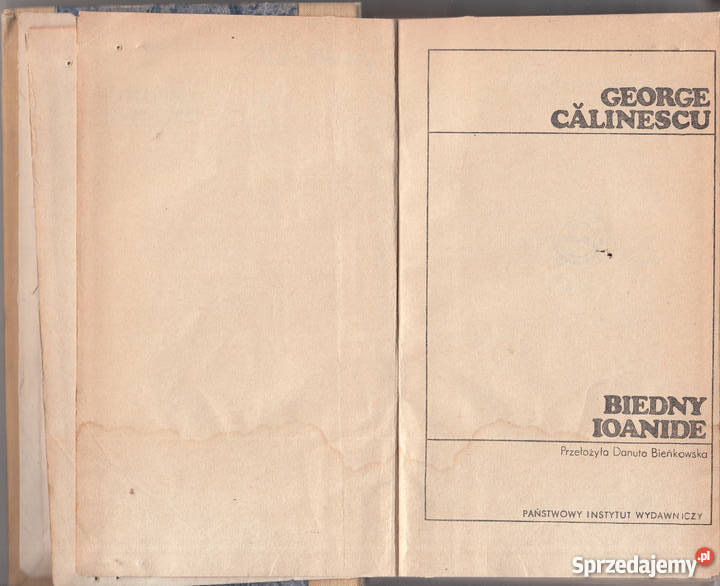 GEORGE
CĂLINESCU
BIEDNY
IOANIDE
Przełożyła Danuta Bieńkowska
PAŃSTWOWY INSTYTUT WYDAWNICZY
Sprzedajemy.pl